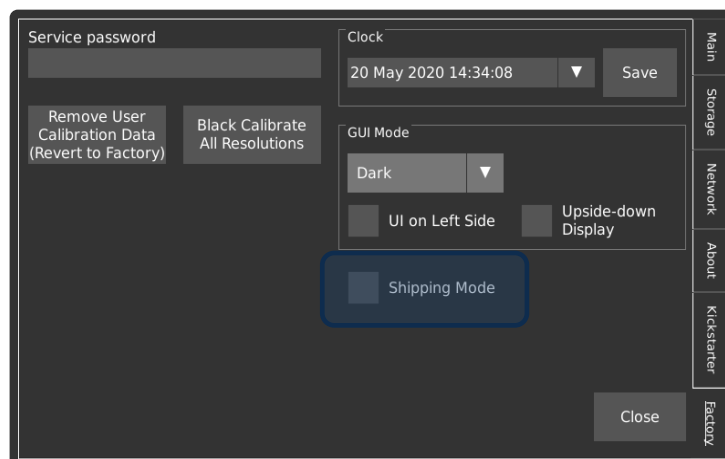 Service password
Remove User
Calibration Data
(Revert to Factory)
Black Calibrate
All Resolutions
Clock
20 May 2020 14:34:08
Save
GUI Mode
Dark
UI on Left Side
Upside-down
Display
Shipping Mode
Close
Main
Storage
Network
About
Kickstarter
Factory